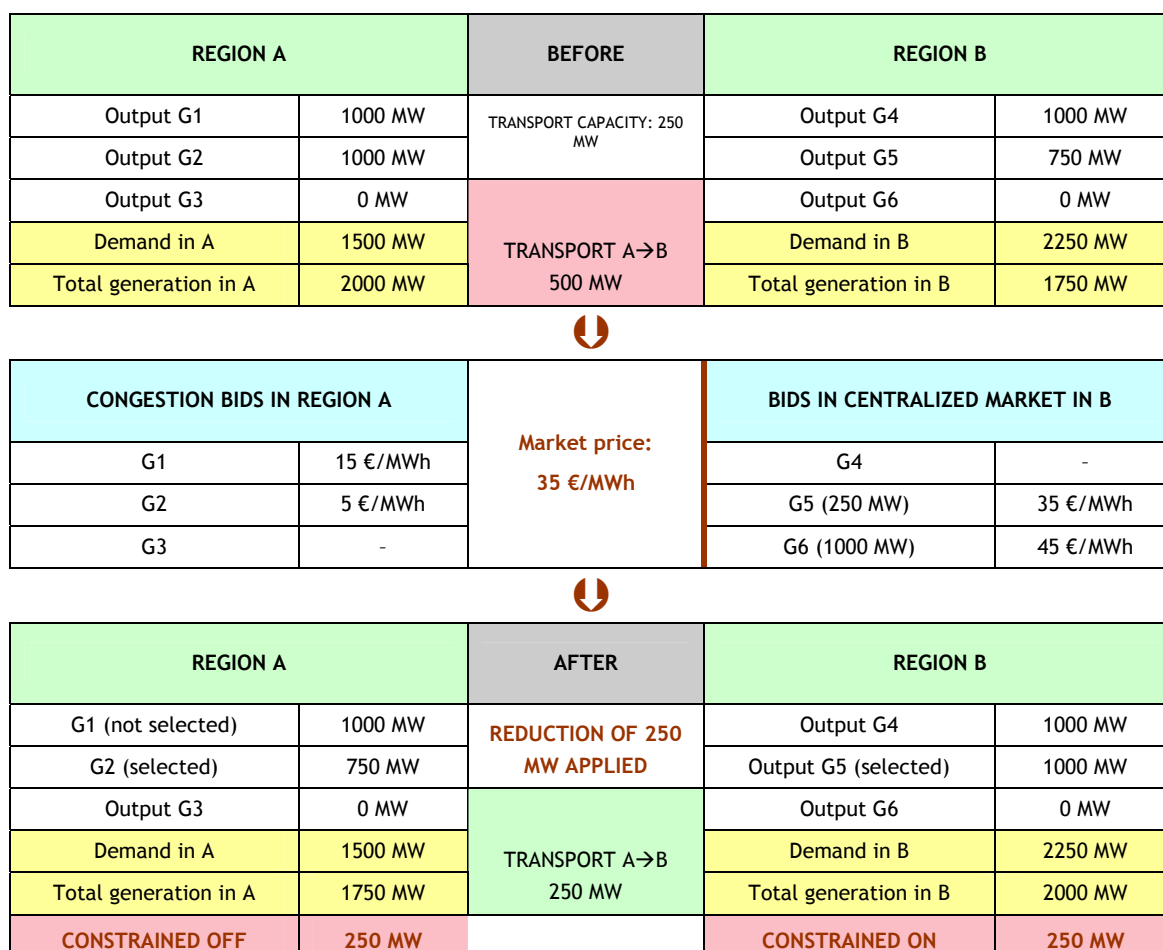 REGION A BEFORE REGION B
Output G1 1000 MW TRANSPORT CAPACITY: 250 Output G4 1000 MW
MW
Output G2 1000 MW Output G5 750 MW
Output G3 0 MW Output G6 0 MW
Demand in A 1500 MW TRANSPORT A→B Demand in B 2250 MW
Total generation in A 2000 MW 500 MW Total generation in B 1750 MW
CONGESTION BIDS IN REGION A BIDS IN CENTRALIZED MARKET IN B
Market price:
G1 15 €/MWh G4 -
35 €/MWh
G2 5 €/MWh G5 (250 MW) 35 €/MWh
G3 - G6 (1000 MW) 45 €/MWh
REGION A AFTER REGION B
G1 (not selected) 1000 MW REDUCTION OF 250 Output G4 1000 MW
G2 (selected) 750 MW MW APPLIED Output G5 (selected) 1000 MW
Output G3 0 MW Output G6 0 MW
Demand in A 1500 MW TRANSPORT A→B Demand in B 2250 MW
Total generation in A 1750 MW 250 MW Total generation in B 2000 MW
CONSTRAINED OFF 250 MW CONSTRAINED ON 250 MW